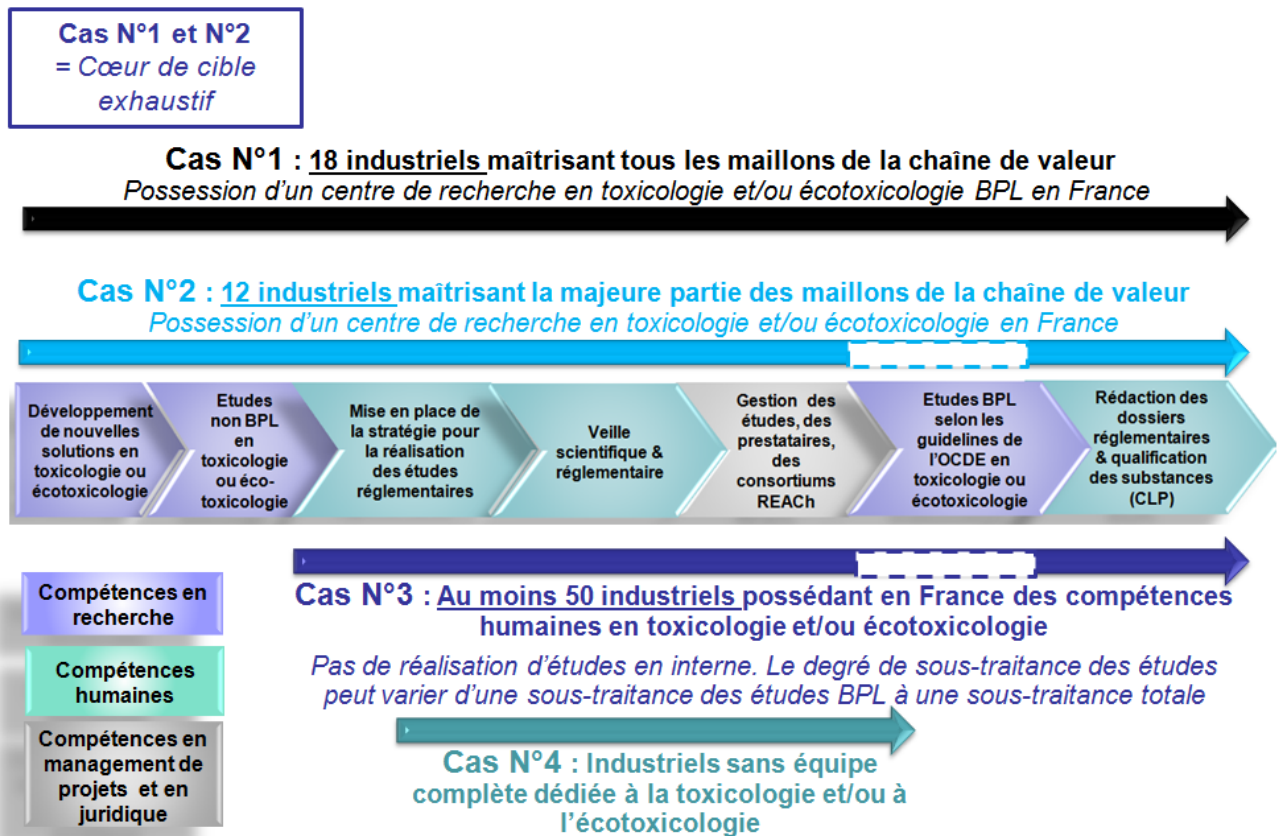 Cas N°1 et N°2
= Cœur de cible
exhaustif
Cas N°1 : 18 industriels maîtrisant tous les maillons de la chaîne de valeur
Possession d'un centre de recherche en toxicologie et/ou écotoxicologie BPL en France
Cas N°2 : 12 industriels maîtrisant la majeure partie des maillons de la chaîne de valeur
Possession d'un centre de recherche en toxicologie et/ou écotoxicologie en France
Développement
de nouvelles
solutions en
toxicologie ou
écotoxicologie
Etudes
non BPL
en
toxicologie
ou éco-
toxicologie
Mise en place de
la stratégie pour
la réalisation
des études
réglementaires
Veille
scientifique &
réglementaire
Gestion des
études, des
prestataires,
des
consortiums
REACh
Etudes BPL
selon les
guidelines de
l'OCDE en
toxicologie ou
écotoxicologie
Rédaction des
dossiers
réglementaires
& qualification
des substances
(CLP)
Compétences en
recherche
Compétences
humaines
Compétences en
management de
projets et en
juridique
Cas N°3 : Au moins 50 industriels possédant en France des compétences
humaines en toxicologie et/ou écotoxicologie
Pas de réalisation d'études en interne. Le degré de sous-traitance des études
peut varier d'une sous-traitance des études BPL à une sous-traitance totale
Cas N°4 : Industriels sans équipe
complète dédiée à la toxicologie et/ou à
l'écotoxicologie